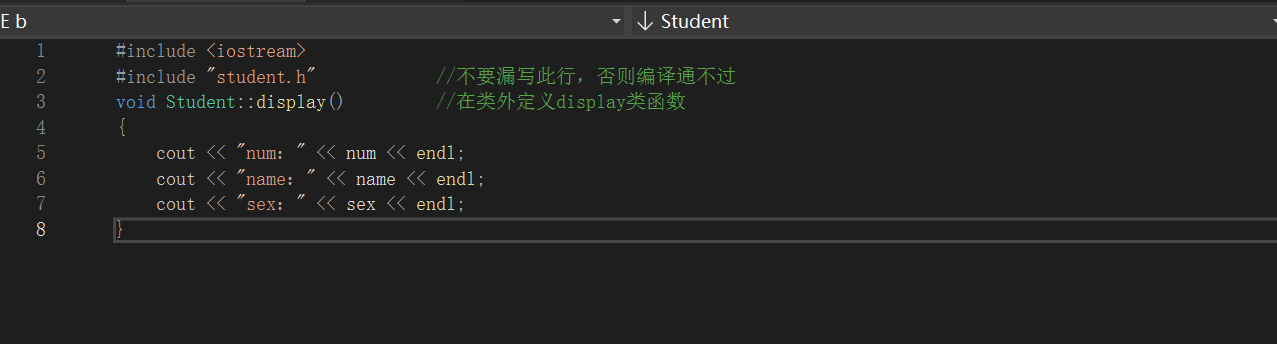 E b
Student
1 #include <iostream>
2 #include "student.h" //不要漏写此行，否则编译通不过
3 void Student::display() //在类外定义display类函数
4 {
5 cout << "num：" << num << endl;
6 cout << "name：" << name << endl;
7 cout << "sex：" << sex << endl;
8 }